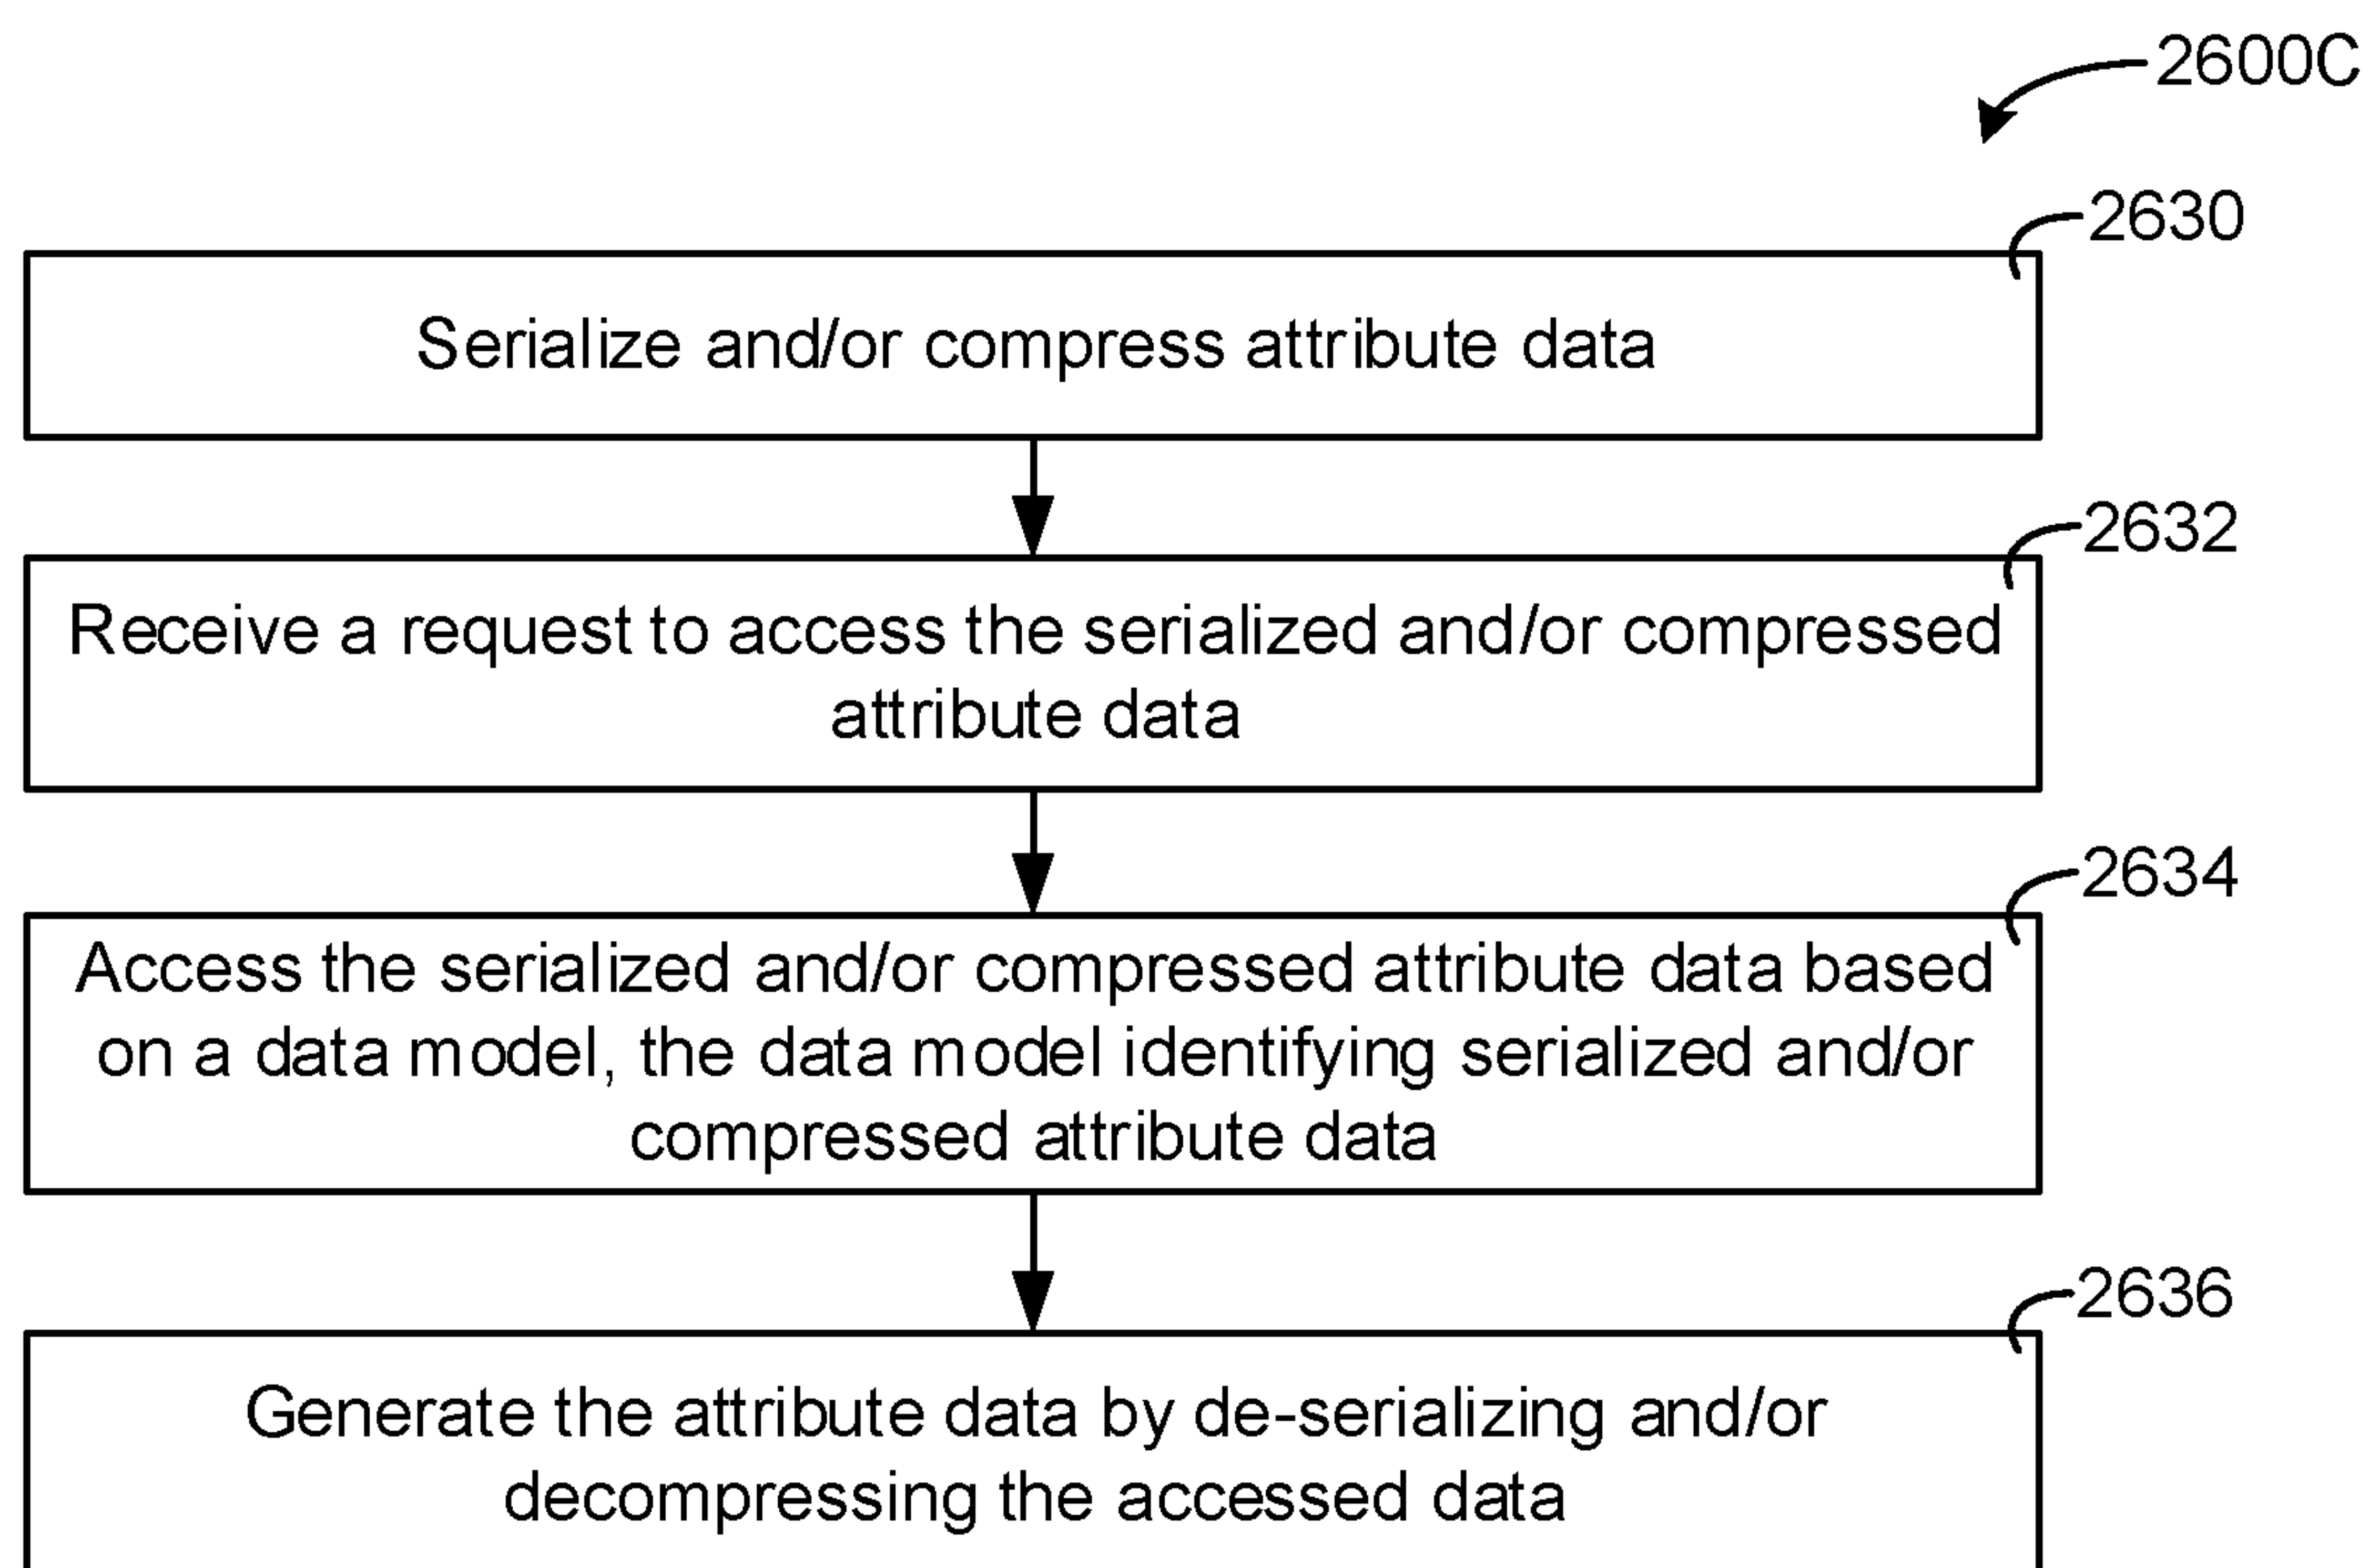 2600C
2630
Serialize and/or compress attribute data
2632
Receive a request to access the serialized and/or compressed
attribute data
2634
Access the serialized and/or compressed attribute data based
on a data model, the data model identifying serialized and/or
compressed attribute data
2636
Generate the attribute data by de-serializing and/or
decompressing the accessed data